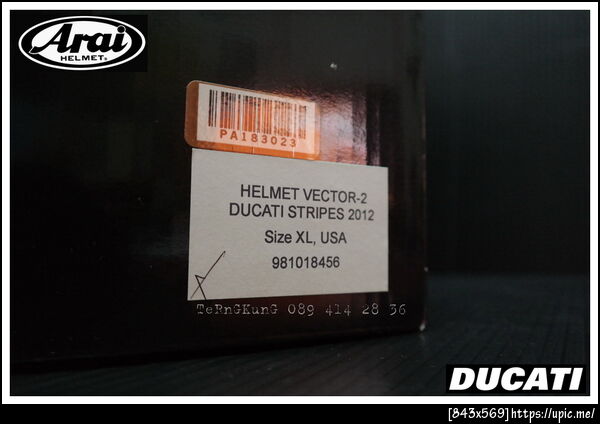 Arai
HELMET®
PA183023
HELMET VECTOR-2
DUCATI STRIPES 2012
Size XL, USA
981018456
TeRnGKunG 089 414 28 36
DUCATI
[843x569]https://upic.me/